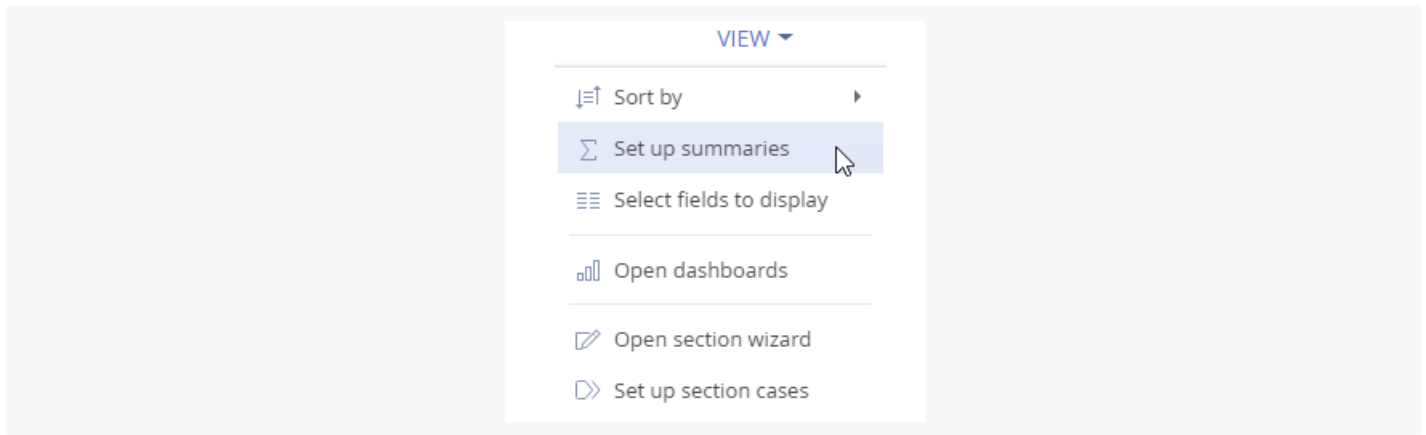 VIEW
Sort by
Set up summaries
Select fields to display
Open dashboards
Open section wizard
Set up section cases